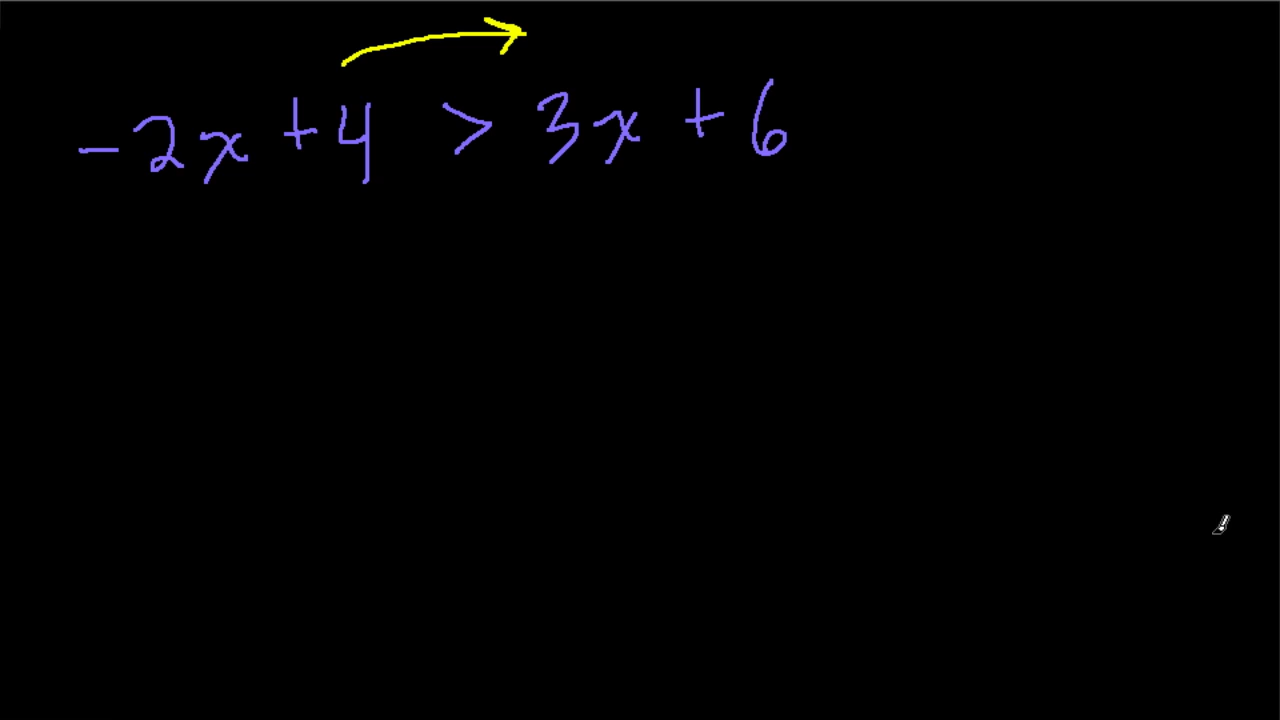 -2x + 4 > 3x + 6